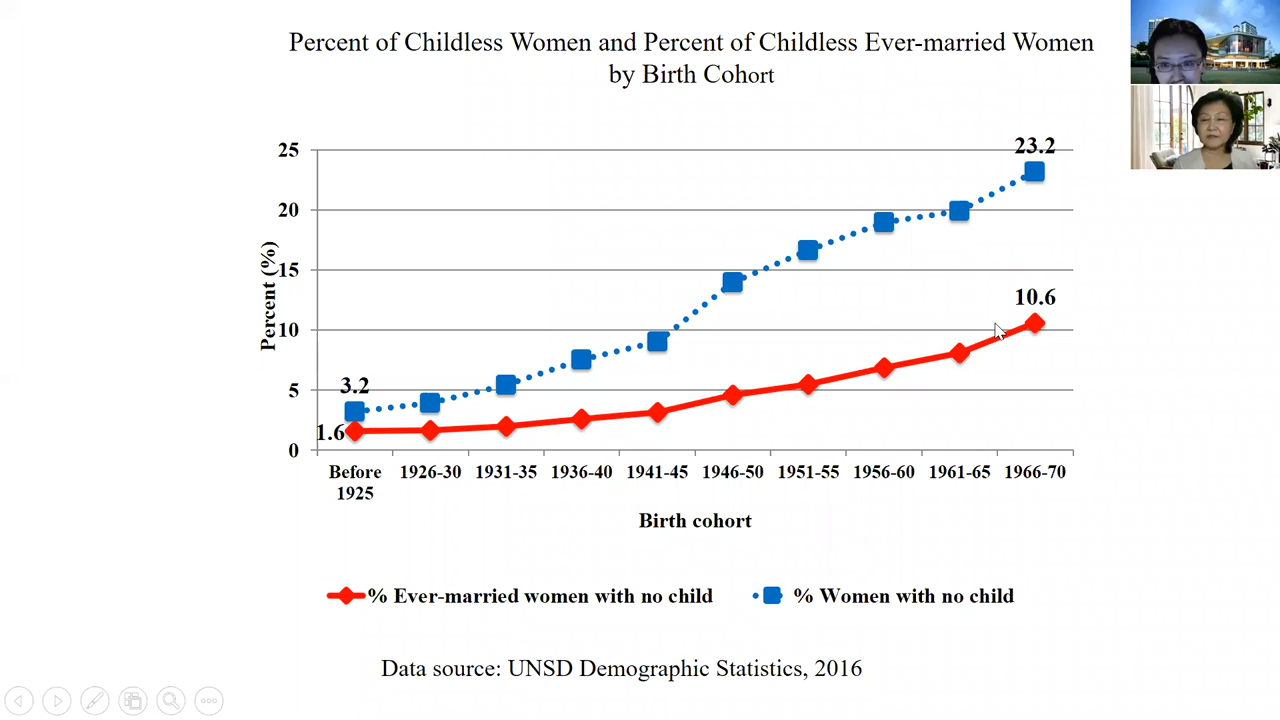 Percent of Childless Women and Percent of Childless Ever-married Women
by Birth Cohort
25
20
15
10
5
0
Percent (%)
23.2
10.6
3.2
1.6
Before
1925
1926-30
1931-35
1936-40
1941-45
1946-50
1951-55
1956-60
1961-65
1966-70
Birth cohort
% Ever-married women with no child
% Women with no child
Data source: UNSD Demographic Statistics, 2016